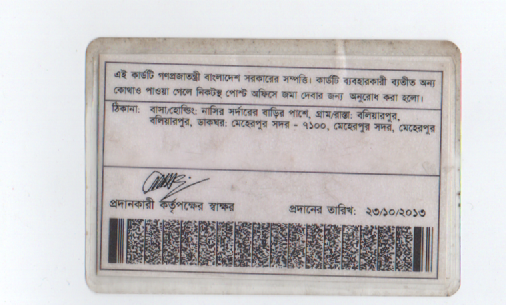 এই কার্ডটি গণপ্রজাতন্ত্রী বাংলাদেশ সরকারের সম্পত্তি। কার্ডটি ব্যবহারকারী ব্যতীত অন্য
কোথাও পাওয়া গেলে নিকটস্থ পোস্ট অফিসে জমা দেবার জন্য অনুরোধ করা হলো।
ঠিকানা: বাসা/হোল্ডিং: নাসির সর্দারের বাড়ির পাশে, গ্রাম/রাস্তা: বলিয়ারপুর,
বলিয়ারপুর, ডাকঘর: মেহেরপুর সদর - ৭১০০, মেহেরপুর সদর, মেহেরপুর
প্রদানকারী কর্তৃপক্ষের স্বাক্ষর প্রদানের তারিখ: ২৩/১০/২০১৩